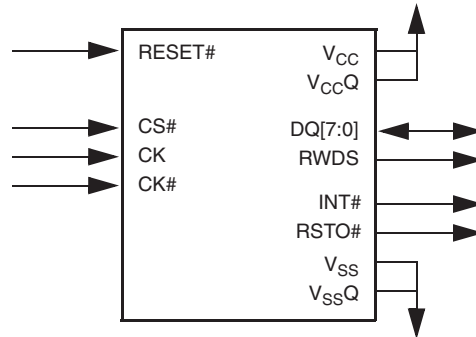 RESET#
CS#
CK
CK#
VCC
VCCQ
DQ[7:0]
RWDS
INT#
RSTO#
VSS
VSSQ